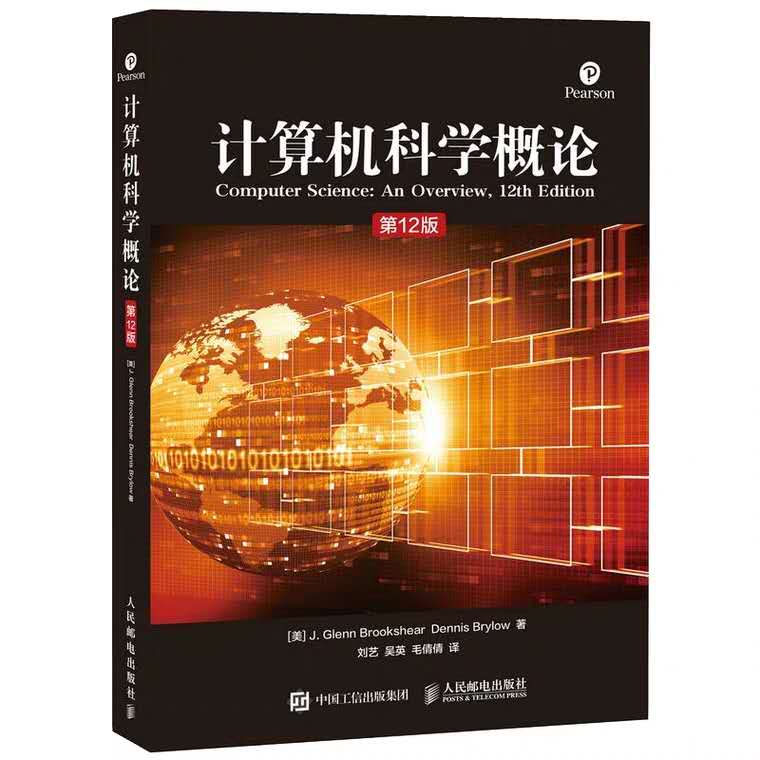 Pearson
计算机科学概论
第12版
[美] J. Glenn Brookshear Dennis Brylow 著
人民邮电出版社
Pearson
计算机科学概论
Computer Science: An Overview, 12th Edition
第12版
1010101010101010101
[美] J. Glenn Brookshear Dennis Brylow 著
刘艺 吴英 毛倩倩 译
中国工信出版集团
人民邮电出版社
POSTS & TELECOM PRESS